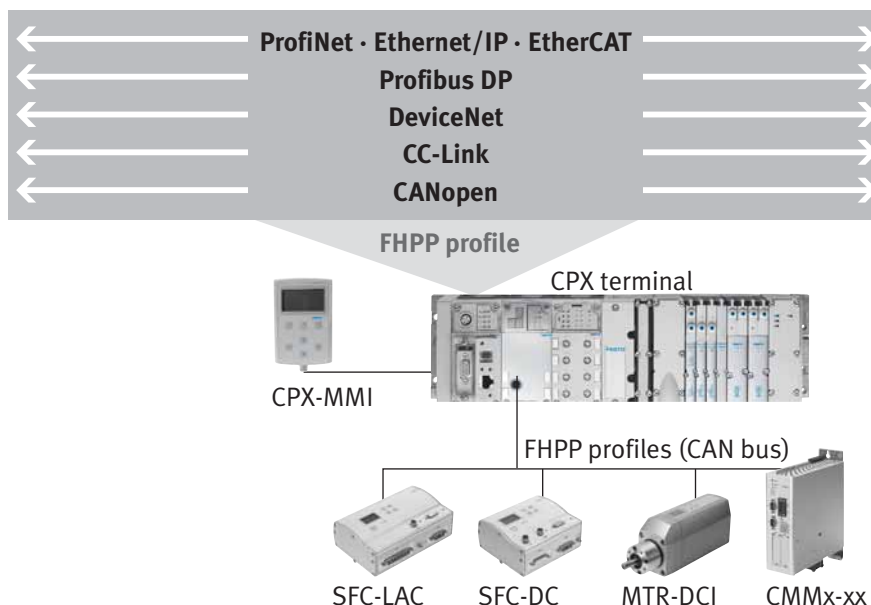 ProfiNet · Ethernet/IP · EtherCAT
Profibus DP
DeviceNet
CC-Link
CANopen
FHPP profile
CPX terminal
CPX-MMI
FESTO
FHPP profiles (CAN bus)
SFC-LAC SFC-DC MTR-DCI CMMx-xx